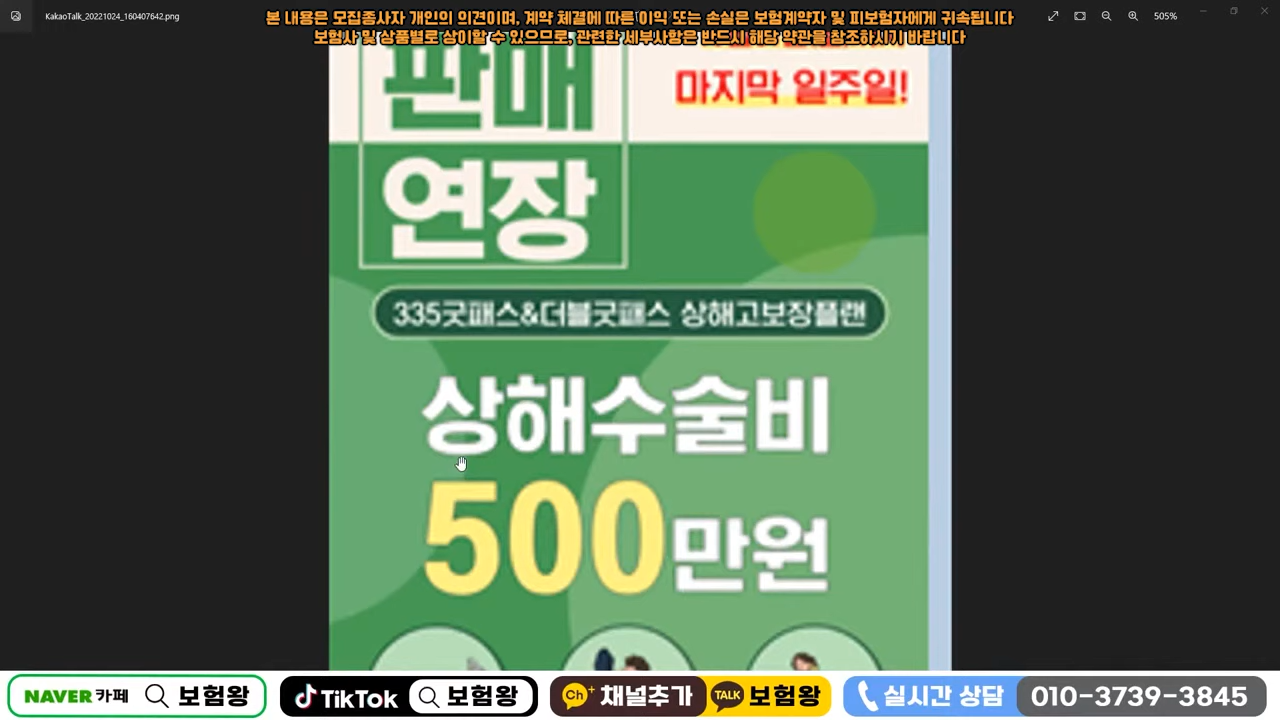 KakaoTalk_20221024_160407642.png
본 내용은 모집종사자 개인의 의견이며, 계약 체결에 따른 이익 또는 손실은 보험계약자 및 피보험자에게 귀속됩니다
505%
보험사 및 상품별로 상이할 수 있으므로, 관련한 세부사항은 반드시 해당 약관을 참조하시기 바랍니다
판매
마지막 일주일!
연장
335굿패스&더블굿패스 상해고보장플랜
상해수술비
500만원
NAVER 카페 보험왕
TikTok 보험왕
Ch+ 채널추가 TALK 보험왕
실시간 상담 010-3739-3845